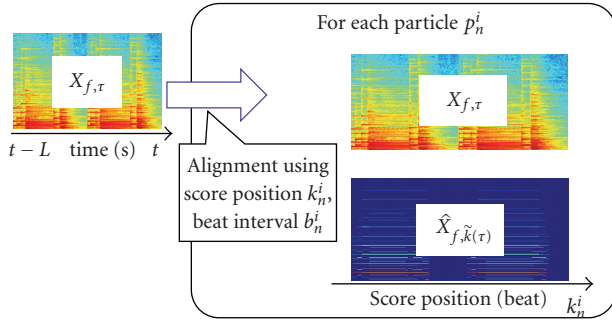 For each particle $p_n^i$
$X_{f,\tau}$
$t - L$ time (s) $t$
Alignment using
score position $k_n^i$,
beat interval $b_n^i$
$X_{f,\tau}$
$\hat{X}_{f,\tilde{k}(\tau)}$
Score position (beat) $k_n^i$